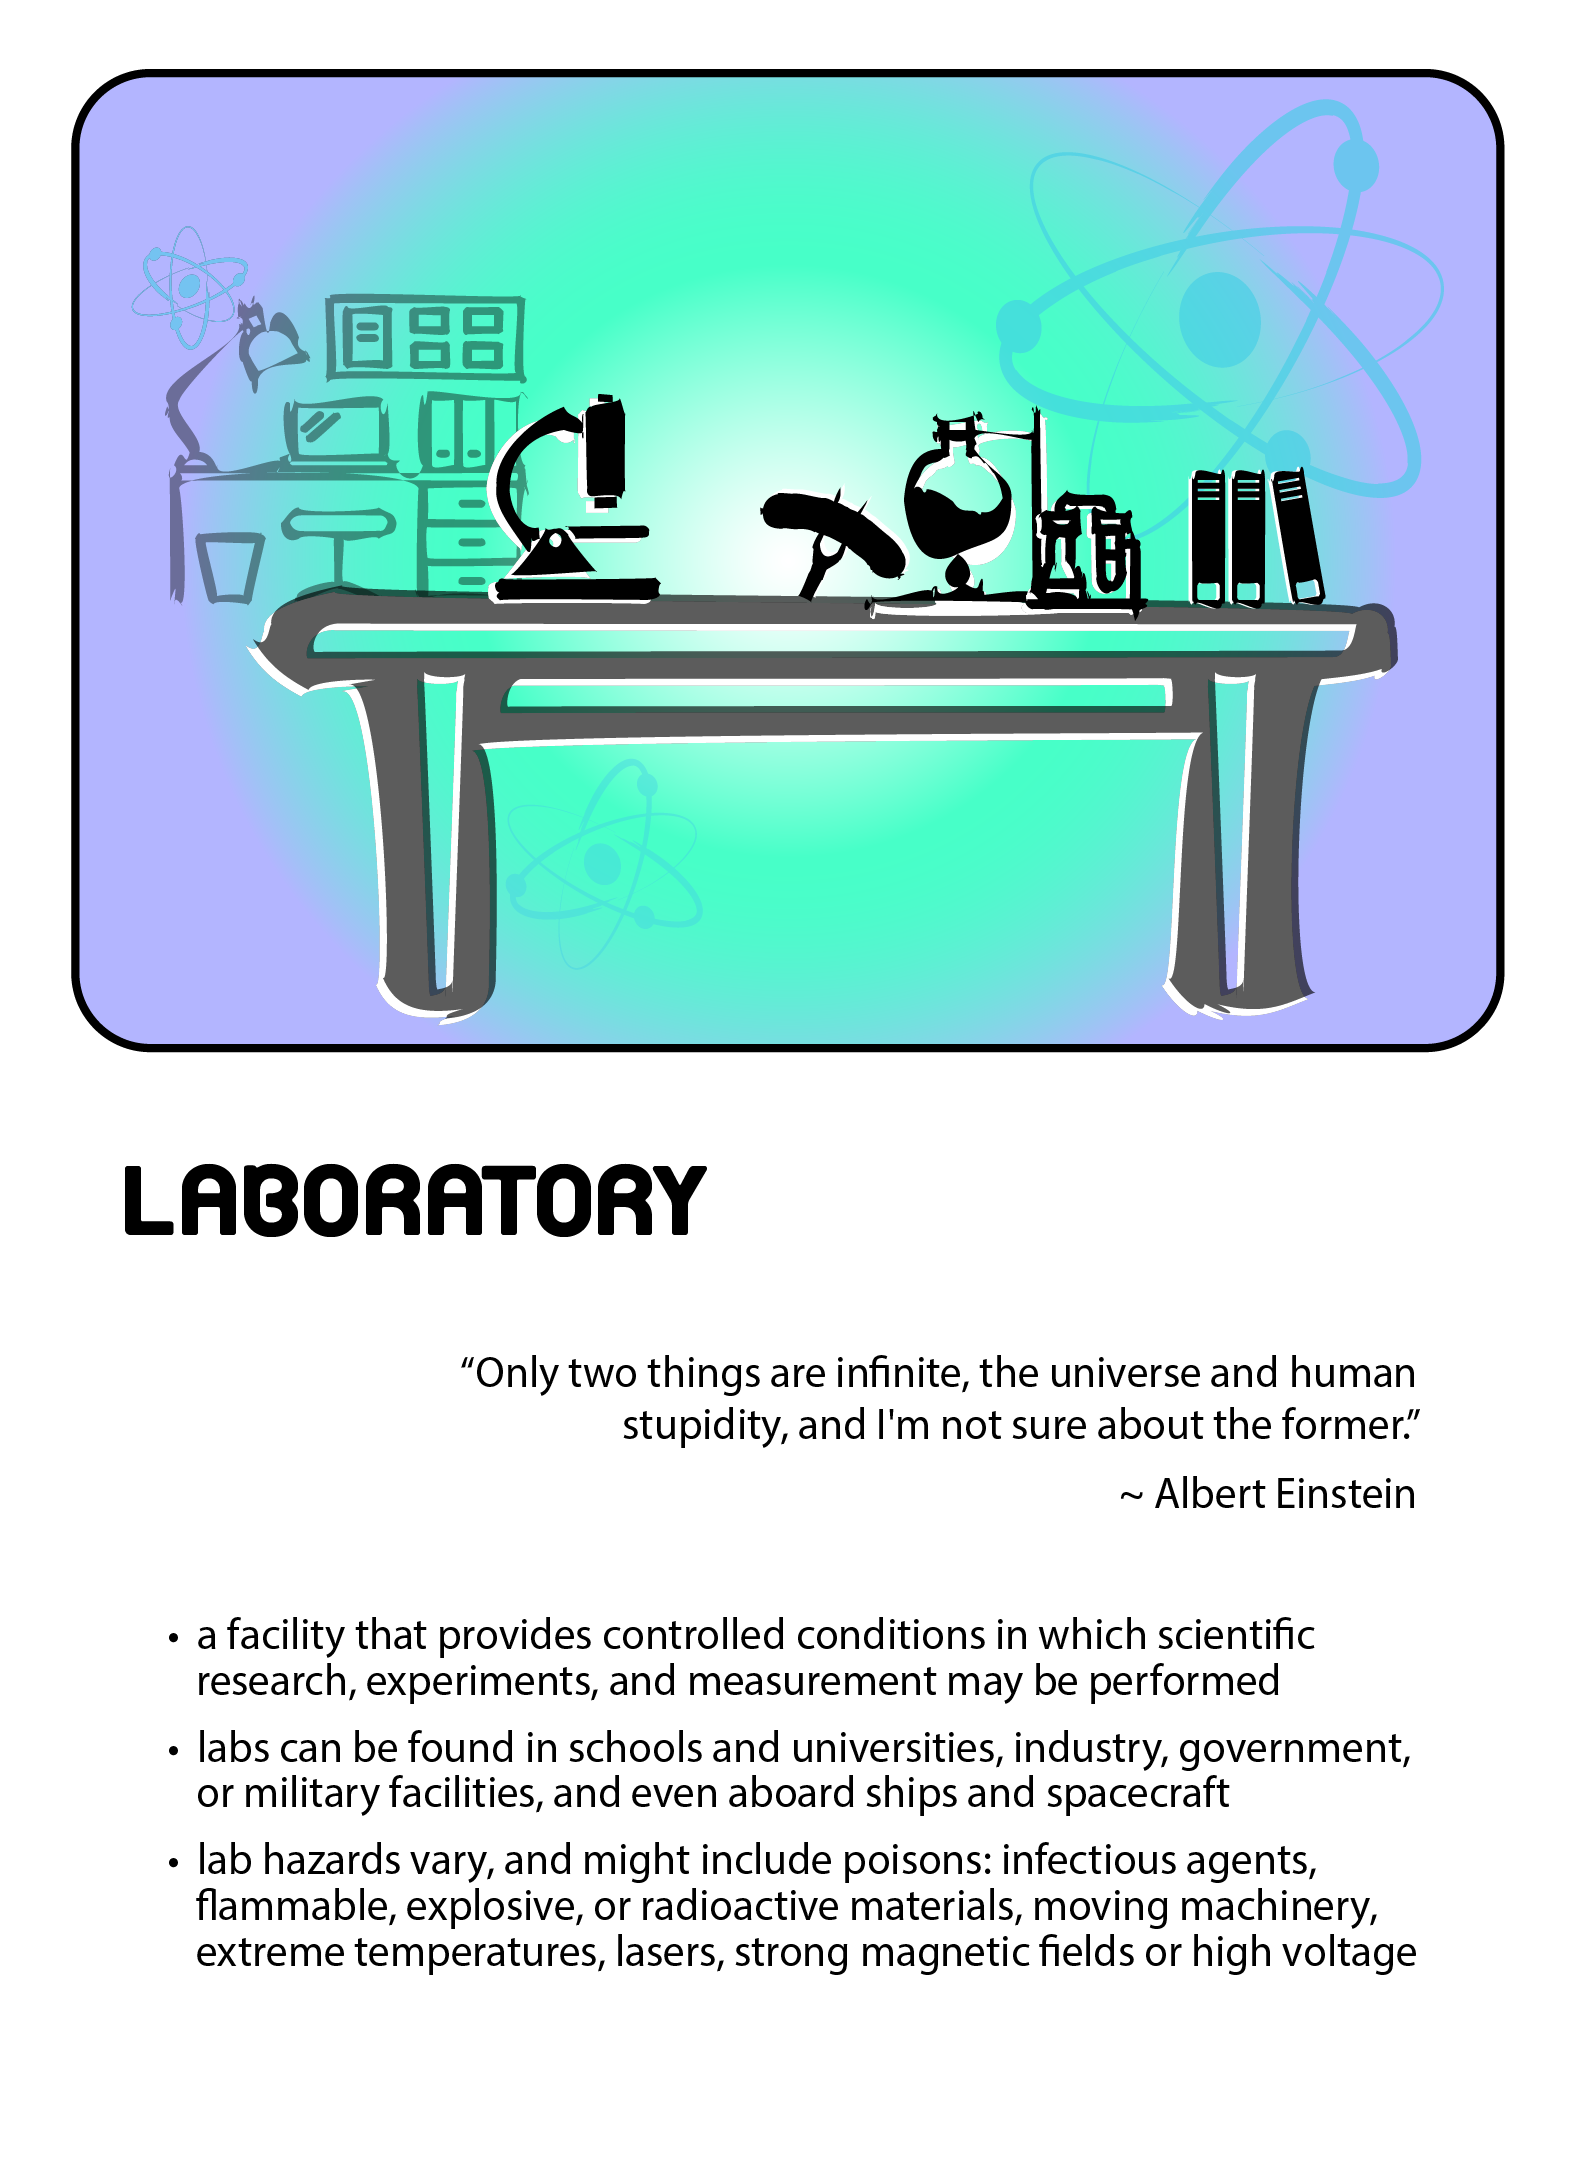 LABORATORY
“Only two things are infinite, the universe and human
stupidity, and I'm not sure about the former.”
~ Albert Einstein
• a facility that provides controlled conditions in which scientific
research, experiments, and measurement may be performed
• labs can be found in schools and universities, industry, government,
or military facilities, and even aboard ships and spacecraft
• lab hazards vary, and might include poisons: infectious agents,
flammable, explosive, or radioactive materials, moving machinery,
extreme temperatures, lasers, strong magnetic fields or high voltage